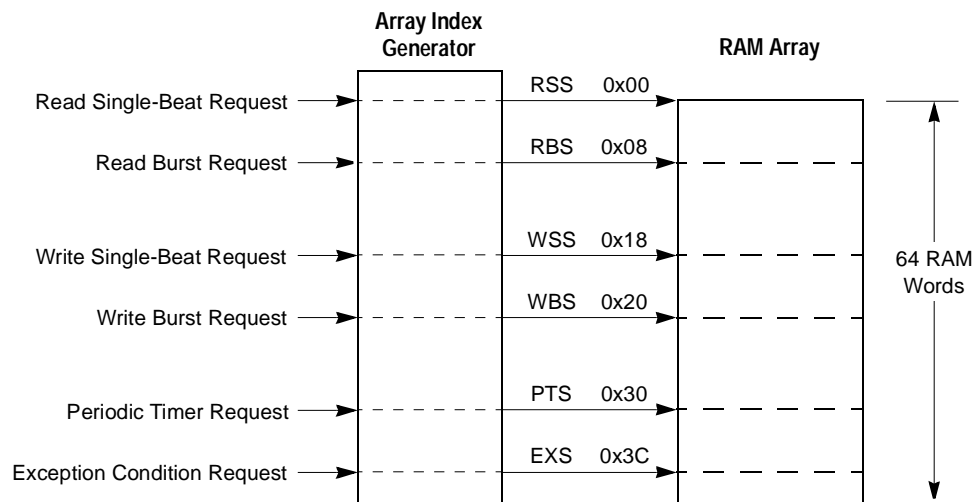 Array Index
Generator
RAM Array
Read Single-Beat Request
RSS 0x00
Read Burst Request
RBS 0x08
Write Single-Beat Request
WSS 0x18
64 RAM
Words
Write Burst Request
WBS 0x20
Periodic Timer Request
PTS 0x30
Exception Condition Request
EXS 0x3C